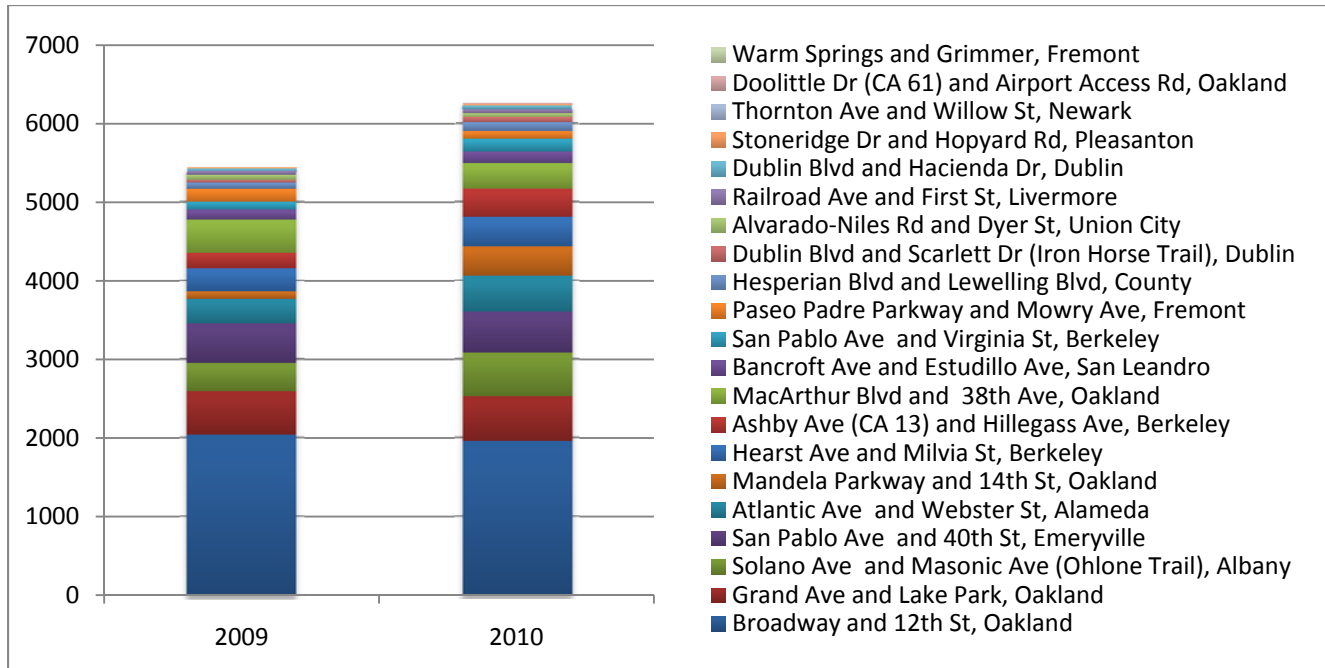 7000
6000
5000
4000
3000
2000
1000
0
2009
2010
Warm Springs and Grimmer, Fremont
Doolittle Dr (CA 61) and Airport Access Rd, Oakland
Thornton Ave and Willow St, Newark
Stoneridge Dr and Hopyard Rd, Pleasanton
Dublin Blvd and Hacienda Dr, Dublin
Railroad Ave and First St, Livermore
Alvarado-Niles Rd and Dyer St, Union City
Dublin Blvd and Scarlett Dr (Iron Horse Trail), Dublin
Hesperian Blvd and Lewelling Blvd, County
Paseo Padre Parkway and Mowry Ave, Fremont
San Pablo Ave  and Virginia St, Berkeley
Bancroft Ave and Estudillo Ave, San Leandro
MacArthur Blvd and  38th Ave, Oakland
Ashby Ave (CA 13) and Hillegass Ave, Berkeley
Hearst Ave and Milvia St, Berkeley
Mandela Parkway and 14th St, Oakland
Atlantic Ave  and Webster St, Alameda
San Pablo Ave  and 40th St, Emeryville
Solano Ave  and Masonic Ave (Ohlone Trail), Albany
Grand Ave and Lake Park, Oakland
Broadway and 12th St, Oakland